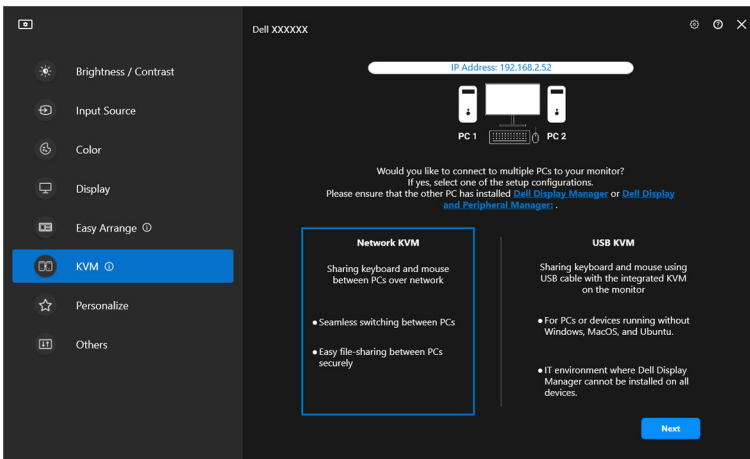 Dell XXXXXX
Brightness / Contrast
Input Source
Color
Display
Easy Arrange
KVM
Personalize
Others
IP Address: 192.168.2.52
PC 1
PC 2
Would you like to connect to multiple PCs to your monitor?
If yes, select one of the setup configurations.
Please ensure that the other PC has installed Dell Display Manager or Dell Display
and Peripheral Manager: .
Network KVM
Sharing keyboard and mouse
between PCs over network
● Seamless switching between PCs
● Easy file-sharing between PCs
securely
USB KVM
Sharing keyboard and mouse using
USB cable with the integrated KVM
on the monitor
● For PCs or devices running without
Windows, MacOS, and Ubuntu.
● IT environment where Dell Display
Manager cannot be installed on all
devices.
Next